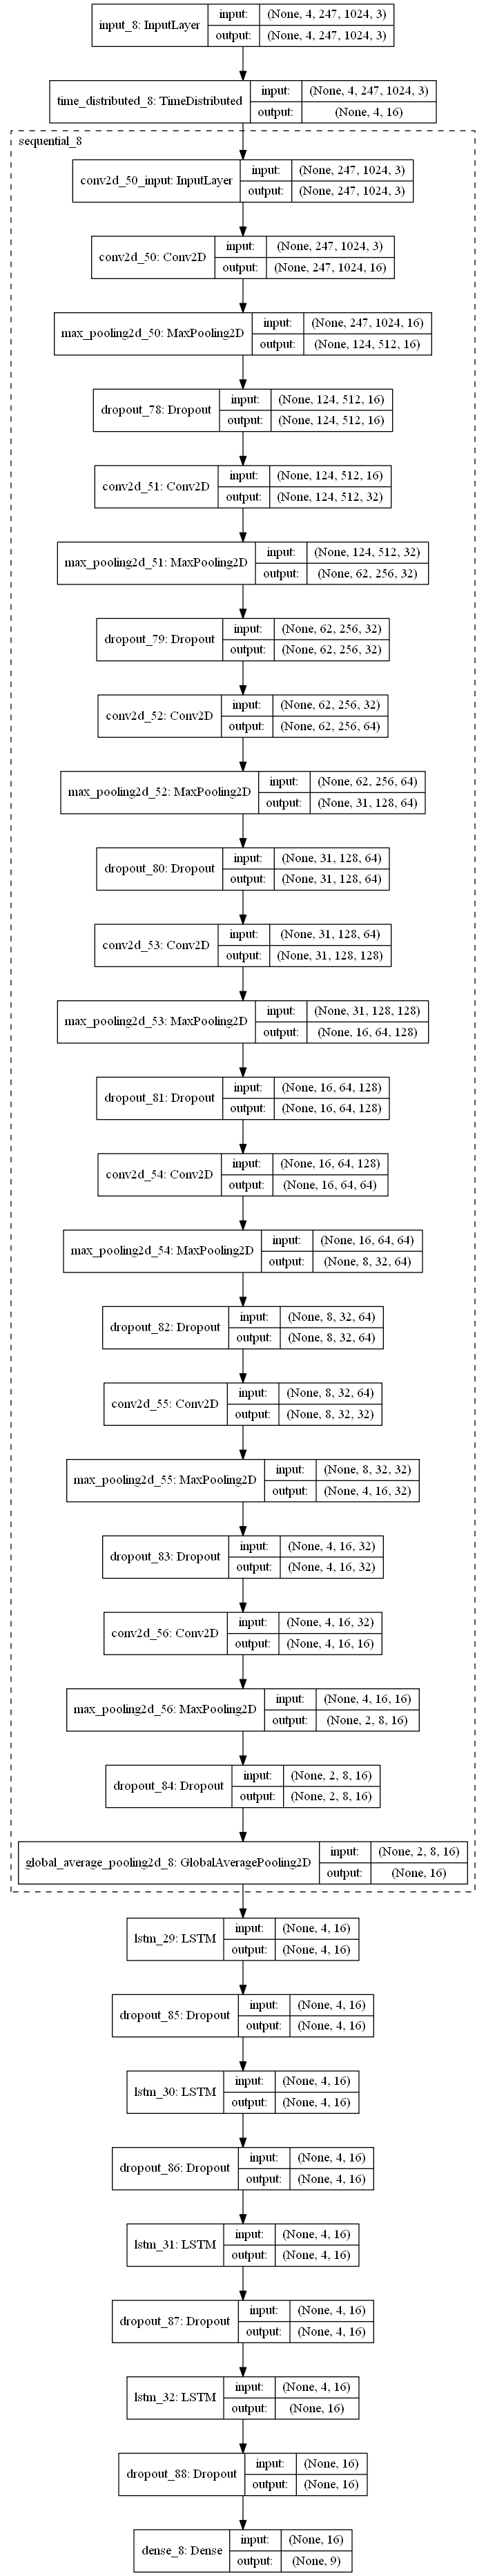 input_8: InputLayer
input:
(None, 4, 247, 1024, 3)
output:
(None, 4, 247, 1024, 3)
time_distributed_8: TimeDistributed
input:
(None, 4, 247, 1024, 3)
output:
(None, 4, 16)
sequential_8
conv2d_50_input: InputLayer
input:
(None, 247, 1024, 3)
output:
(None, 247, 1024, 3)
conv2d_50: Conv2D
input:
(None, 247, 1024, 3)
output:
(None, 247, 1024, 16)
max_pooling2d_50: MaxPooling2D
input:
(None, 247, 1024, 16)
output:
(None, 124, 512, 16)
dropout_78: Dropout
input:
(None, 124, 512, 16)
output:
(None, 124, 512, 16)
conv2d_51: Conv2D
input:
(None, 124, 512, 16)
output:
(None, 124, 512, 32)
max_pooling2d_51: MaxPooling2D
input:
(None, 124, 512, 32)
output:
(None, 62, 256, 32)
dropout_79: Dropout
input:
(None, 62, 256, 32)
output:
(None, 62, 256, 32)
conv2d_52: Conv2D
input:
(None, 62, 256, 32)
output:
(None, 62, 256, 64)
max_pooling2d_52: MaxPooling2D
input:
(None, 62, 256, 64)
output:
(None, 31, 128, 64)
dropout_80: Dropout
input:
(None, 31, 128, 64)
output:
(None, 31, 128, 64)
conv2d_53: Conv2D
input:
(None, 31, 128, 64)
output:
(None, 31, 128, 128)
max_pooling2d_53: MaxPooling2D
input:
(None, 31, 128, 128)
output:
(None, 16, 64, 128)
dropout_81: Dropout
input:
(None, 16, 64, 128)
output:
(None, 16, 64, 128)
conv2d_54: Conv2D
input:
(None, 16, 64, 128)
output:
(None, 16, 64, 64)
max_pooling2d_54: MaxPooling2D
input:
(None, 16, 64, 64)
output:
(None, 8, 32, 64)
dropout_82: Dropout
input:
(None, 8, 32, 64)
output:
(None, 8, 32, 64)
conv2d_55: Conv2D
input:
(None, 8, 32, 64)
output:
(None, 8, 32, 32)
max_pooling2d_55: MaxPooling2D
input:
(None, 8, 32, 32)
output:
(None, 4, 16, 32)
dropout_83: Dropout
input:
(None, 4, 16, 32)
output:
(None, 4, 16, 32)
conv2d_56: Conv2D
input:
(None, 4, 16, 32)
output:
(None, 4, 16, 16)
max_pooling2d_56: MaxPooling2D
input:
(None, 4, 16, 16)
output:
(None, 2, 8, 16)
dropout_84: Dropout
input:
(None, 2, 8, 16)
output:
(None, 2, 8, 16)
global_average_pooling2d_8: GlobalAveragePooling2D
input:
(None, 2, 8, 16)
output:
(None, 16)
lstm_29: LSTM
input:
(None, 4, 16)
output:
(None, 4, 16)
dropout_85: Dropout
input:
(None, 4, 16)
output:
(None, 4, 16)
lstm_30: LSTM
input:
(None, 4, 16)
output:
(None, 4, 16)
dropout_86: Dropout
input:
(None, 4, 16)
output:
(None, 4, 16)
lstm_31: LSTM
input:
(None, 4, 16)
output:
(None, 4, 16)
dropout_87: Dropout
input:
(None, 4, 16)
output:
(None, 4, 16)
lstm_32: LSTM
input:
(None, 4, 16)
output:
(None, 16)
dropout_88: Dropout
input:
(None, 16)
output:
(None, 16)
dense_8: Dense
input:
(None, 16)
output:
(None, 9)